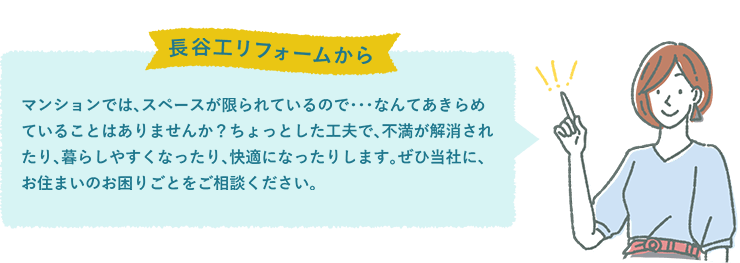 長谷工リフォームから
マンションでは、スペースが限られているので･･･なんてあきらめ
ていることはありませんか？ちょっとした工夫で、不満が解消され
たり、暮らしやすくなったり、快適になったりします。ぜひ当社に、
お住まいのお困りごとをご相談ください。